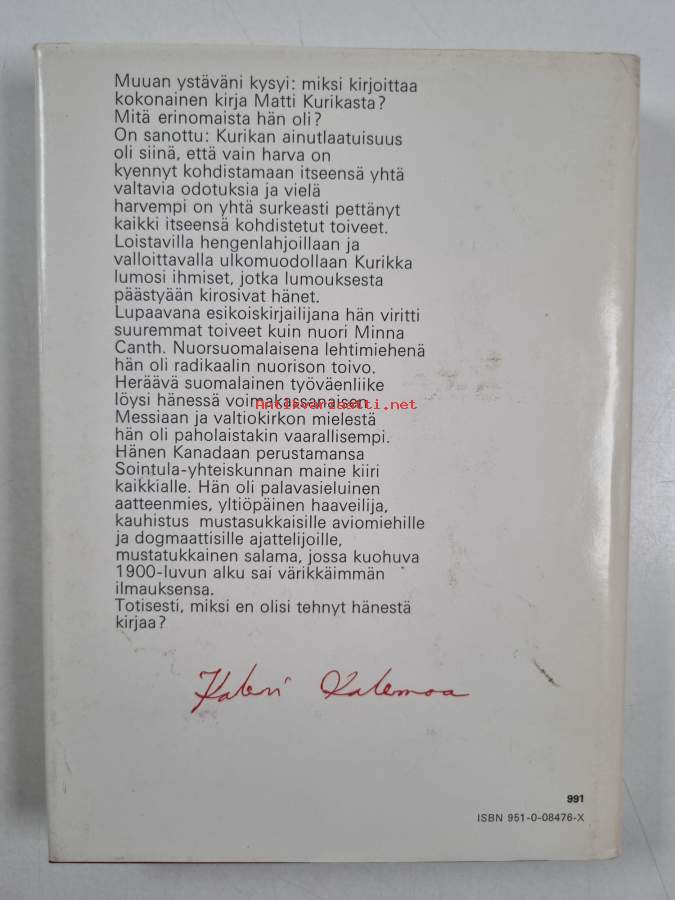 Muuan ystäväni kysyi: miksi kirjoittaa
kokonainen kirja Matti Kurikasta?
Mitä erinomaista hän oli?
On sanottu: Kurikan ainutlaatuisuus
oli siinä, että vain harva on
kyennyt kohdistamaan itseensä yhtä
valtavia odotuksia ja vielä
harvempi on yhtä surkeasti pettänyt
kaikki itseensä kohdistetut toiveet.
Loistavilla hengenlahjoillaan ja
valloittavalla ulkomuodollaan Kurikka
lumosi ihmiset, jotka lumouksesta
päästyään kirosivat hänet.
Lupaavana esikoiskirjailijana hän viritti
suuremmat toiveet kuin nuori Minna
Canth. Nuorsuomalaisena lehtimiehenä
hän oli radikaalin nuorison toivo.
Heräävä suomalainen työväenliike
löysi hänessä voimakassanaisen
Antikvariaatti.net
Messiaan ja valtiokirkon mielestä
hän oli paholaistakin vaarallisempi.
Hänen Kanadaan perustamansa
Sointula-yhteiskunnan maine kiiri
kaikkialle. Hän oli palavasieluinen
aatteenmies, yltiöpäinen haaveilija,
kauhistus mustasukkaisille aviomiehille
ja dogmaattisille ajattelijoille,
mustatukkainen salama, jossa kuohuva
1900-luvun alku sai värikkäimmän
ilmauksensa.
Totisesti, miksi en olisi tehnyt hänestä
kirjaa?
Kalevi Kalemaa
991
ISBN 951-0-08476-X